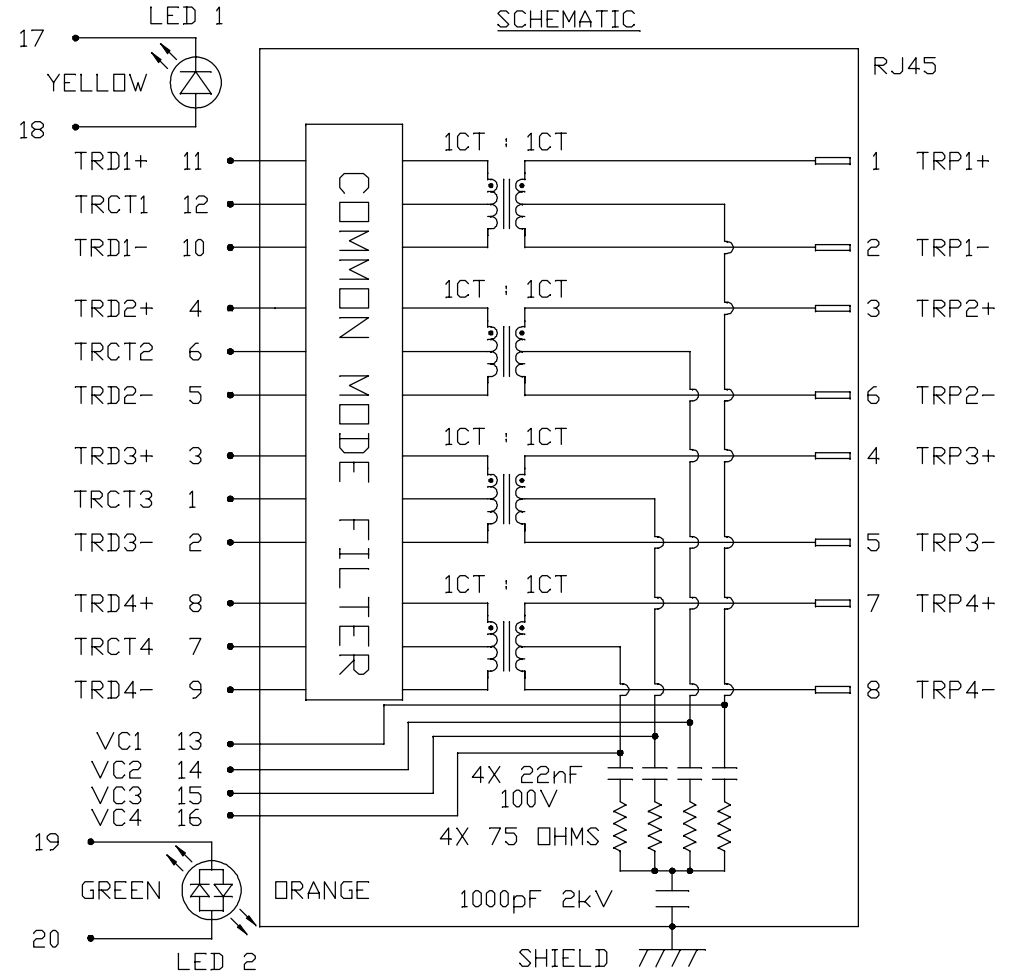 SCHEMATIC
LED 1
17
YELLOW
18
RJ45
1CT : 1CT
TRD1+ 11 1 TRP1+
TRCT1 12
TRD1- 10 2 TRP1-
1CT : 1CT
TRD2+ 4 3 TRP2+
TRCT2 6
TRD2- 5 6 TRP2-
1CT : 1CT
TRD3+ 3 4 TRP3+
TRCT3 1
TRD3- 2 5 TRP3-
1CT : 1CT
TRD4+ 8 7 TRP4+
TRCT4 7
TRD4- 9 8 TRP4-
COMMON MODE FILTER
VC1 13
VC2 14
VC3 15
VC4 16
4X 22nF
100V
4X 75 OHMS
19
GREEN ORANGE
20
LED 2
1000pF 2kV
SHIELD